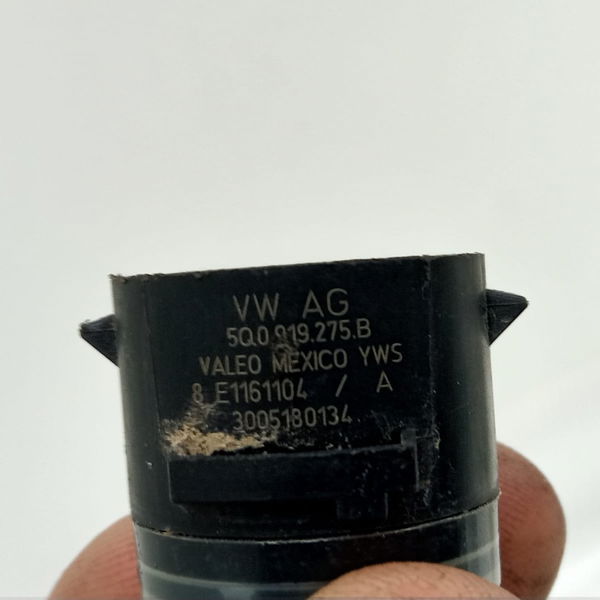 VW AG
5Q0.919.275.B
VALEO MEXICO YWS
8 E1161104 / A
3005180134